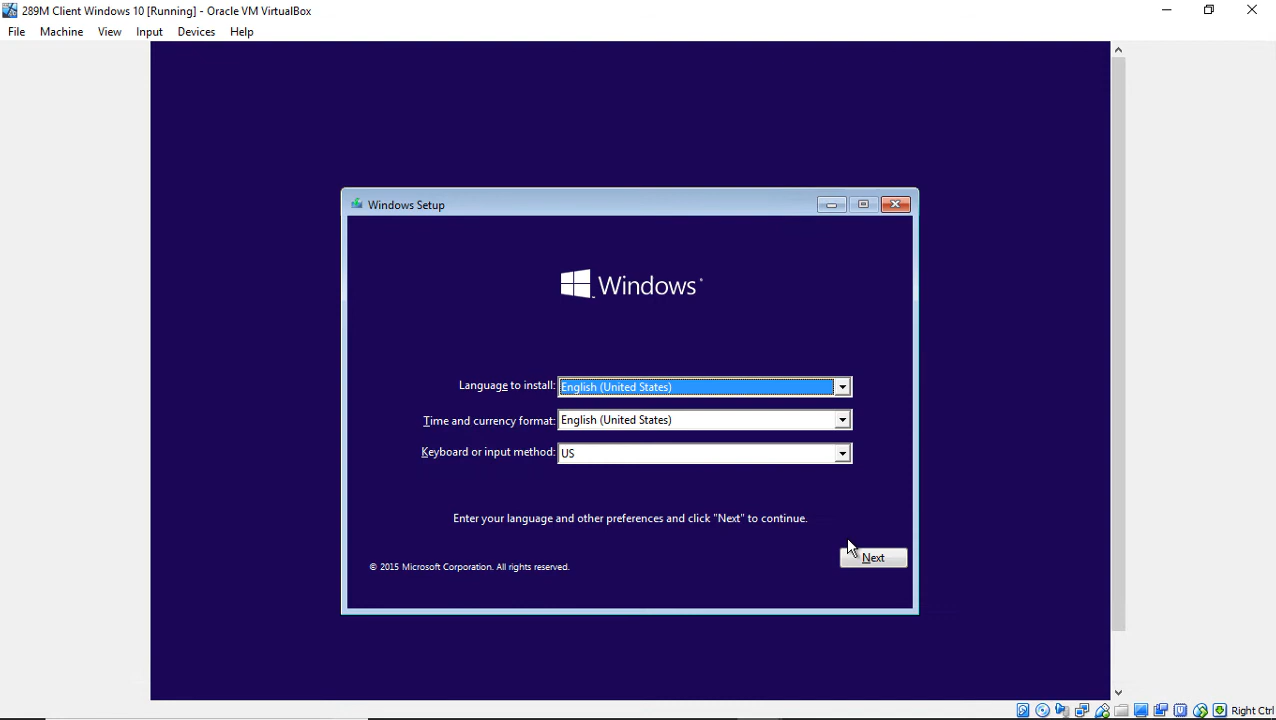 289M Client Windows 10 [Running] - Oracle VM VirtualBox
File Machine View Input Devices Help
Windows Setup
Windows
Language to install: English (United States)
Time and currency format: English (United States)
Keyboard or input method: US
Enter your language and other preferences and click "Next" to continue.
Next
© 2015 Microsoft Corporation. All rights reserved.
Right Ctrl